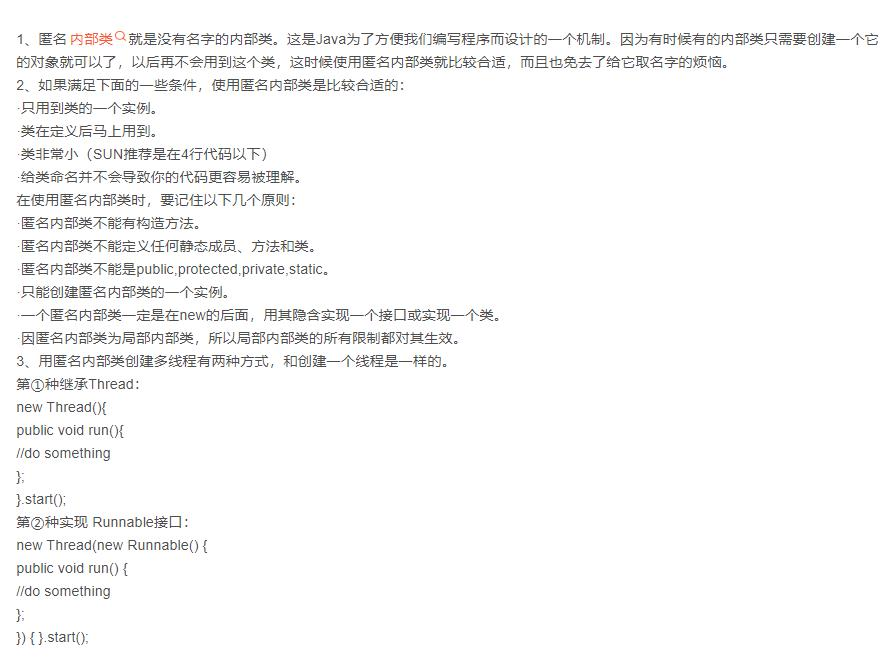 1、匿名 内部类 就是没有名字的内部类。这是Java为了方便我们编写程序而设计的一个机制。因为有时候有的内部类只需要创建一个它
的对象就可以了，以后再不会用到这个类，这时候使用匿名内部类就比较合适，而且也免去了给它取名字的烦恼。
2、如果满足下面的一些条件，使用匿名内部类是比较合适的：
·只用到类的一个实例。
·类在定义后马上用到。
·类非常小（SUN推荐是在4行代码以下）
·给类命名并不会导致你的代码更容易被理解。
在使用匿名内部类时，要记住以下几个原则：
·匿名内部类不能有构造方法。
·匿名内部类不能定义任何静态成员、方法和类。
·匿名内部类不能是public,protected,private,static。
·只能创建匿名内部类的一个实例。
·一个匿名内部类一定是在new的后面，用其隐含实现一个接口或实现一个类。
·因匿名内部类为局部内部类，所以局部内部类的所有限制都对其生效。
3、用匿名内部类创建多线程有两种方式，和创建一个线程是一样的。
第①种继承Thread：
new Thread(){
public void run(){
//do something
};
}.start();
第②种实现 Runnable接口：
new Thread(new Runnable() {
public void run() {
//do something
};
}) { }.start();